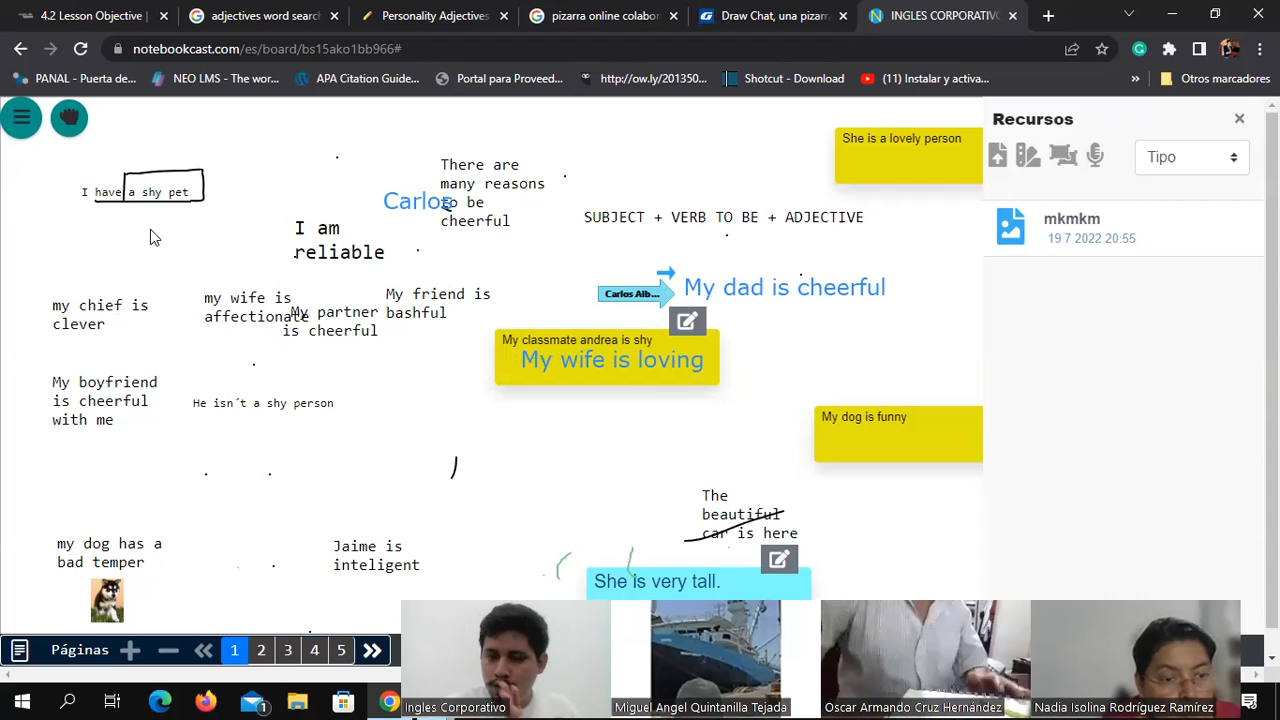 4.2 Lesson Objective
adjectives word searc
Personality Adjectives
pizarra online colabor
Draw Chat, una pizarr
INGLES CORPORATIVO
notebookcast.com/es/board/bs15ako1bb966#
PANAL - Puerta de...
NEO LMS - The wor...
APA Citation Guide...
Portal para Proveed...
http://ow.ly/201350...
Shotcut - Download
(11) Instalar y activa...
Otros marcadores
I have a shy pet
Carlos
I am
reliable
There are
many reasons
to be
cheerful
She is a lovely person
SUBJECT + VERB TO BE + ADJECTIVE
my chief is
clever
my wife is
affectionate
My partner
is cheerful
My friend is
bashful
Carlos Alb...
My dad is cheerful
My classmate andrea is shy
My wife is loving
My boyfriend
is cheerful
with me
He isn´t a shy person
My dog is funny
The
beautiful
car is here
my dog has a
bad temper
Jaime is
inteligent
She is very tall.
Recursos
Tipo
mkmkm
19 7 2022 20:55
Páginas
1 2 3 4 5
1
Ingles Corporativo
Miguel Angel Quintanilla Tejada
Oscar Armando Cruz Hernández
Nadia Isolina Rodríguez Ramírez